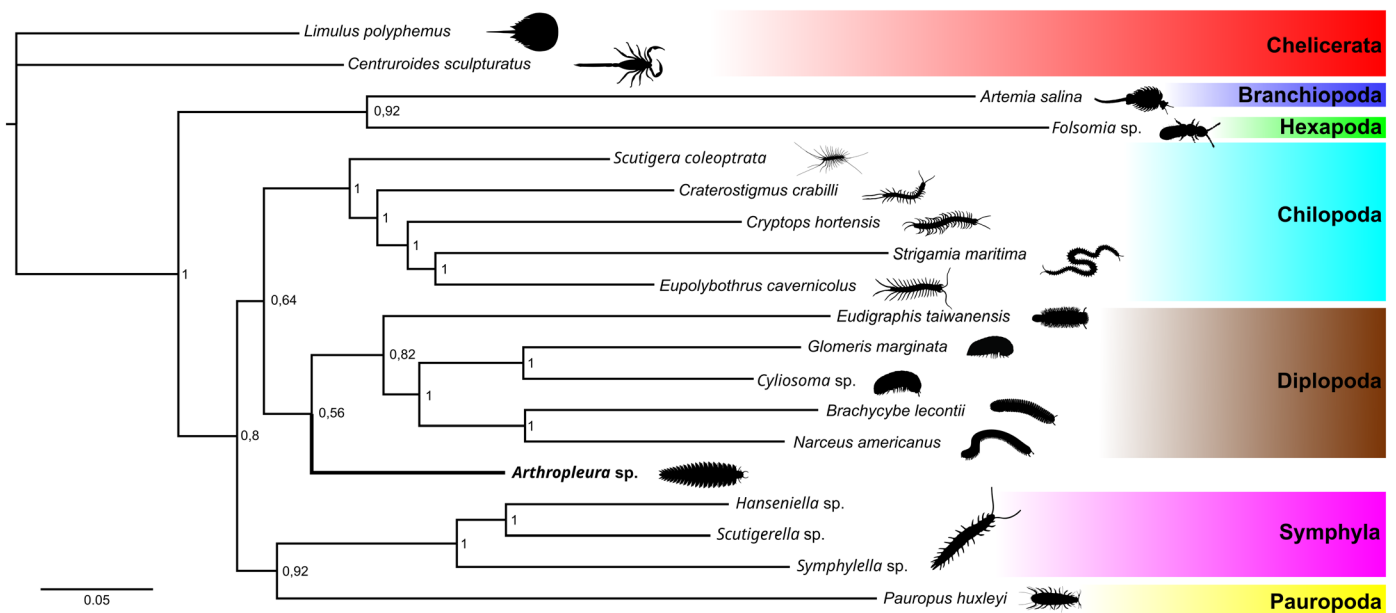 Limulus polyphemus
Chelicerata
Centruroides sculpturatus
Artemia salina
Branchiopoda
0,92
Folsomia sp.
Hexapoda
Scutigera coleoptrata
1
Craterostigmus crabilli
1
Cryptops hortensis
Chilopoda
1
Strigamia maritima
1
1
Eupolybothrus cavernicolus
0,64
Eudigraphis taiwanensis
Glomeris marginata
0,82
1
Cyliosoma sp.
Diplopoda
1
Brachycybe lecontii
0,56
1
Narceus americanus
0,8
Arthropleura sp.
Hanseniella sp.
1
Scutigerella sp.
Symphyla
1
Symphylella sp.
0,92
Pauropus huxleyi
Pauropoda
0.05